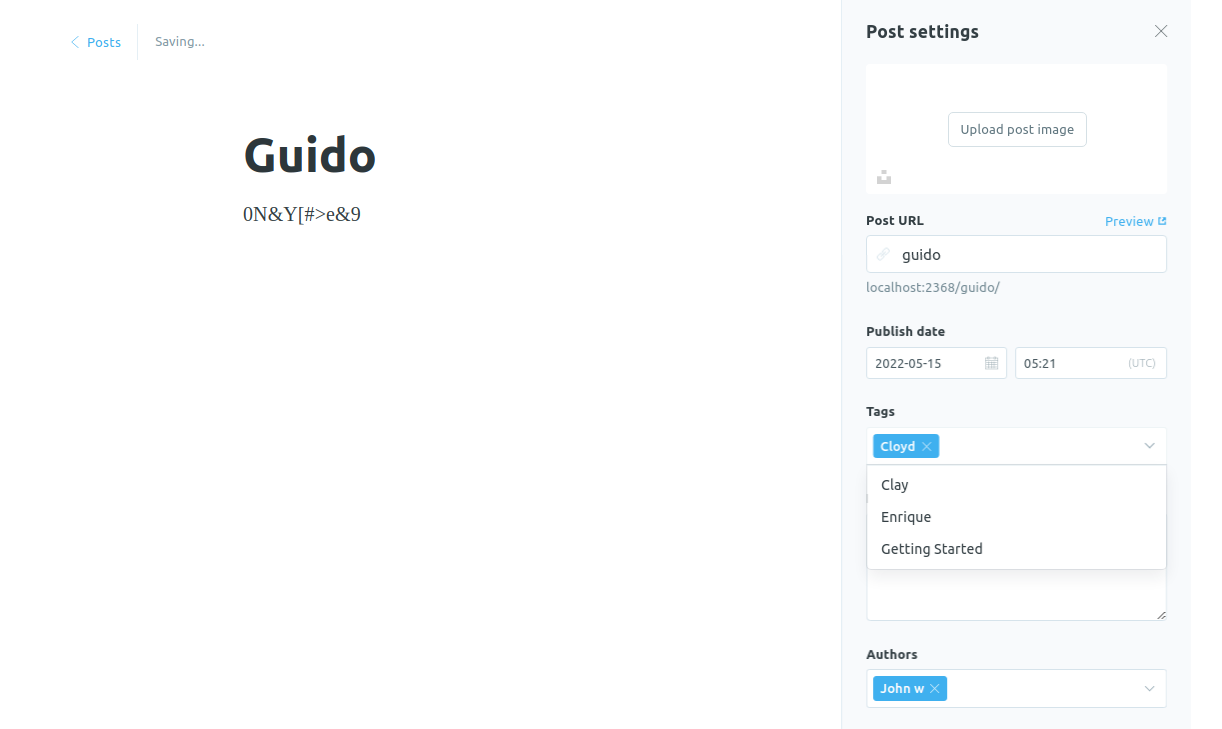 Posts
Saving...
Guido
0N&Y[#>e&9
Post settings
Upload post image
Post URL
Preview
guido
localhost:2368/guido/
Publish date
2022-05-15
05:21
(UTC)
Tags
Cloyd
Clay
Enrique
Getting Started
Authors
John w